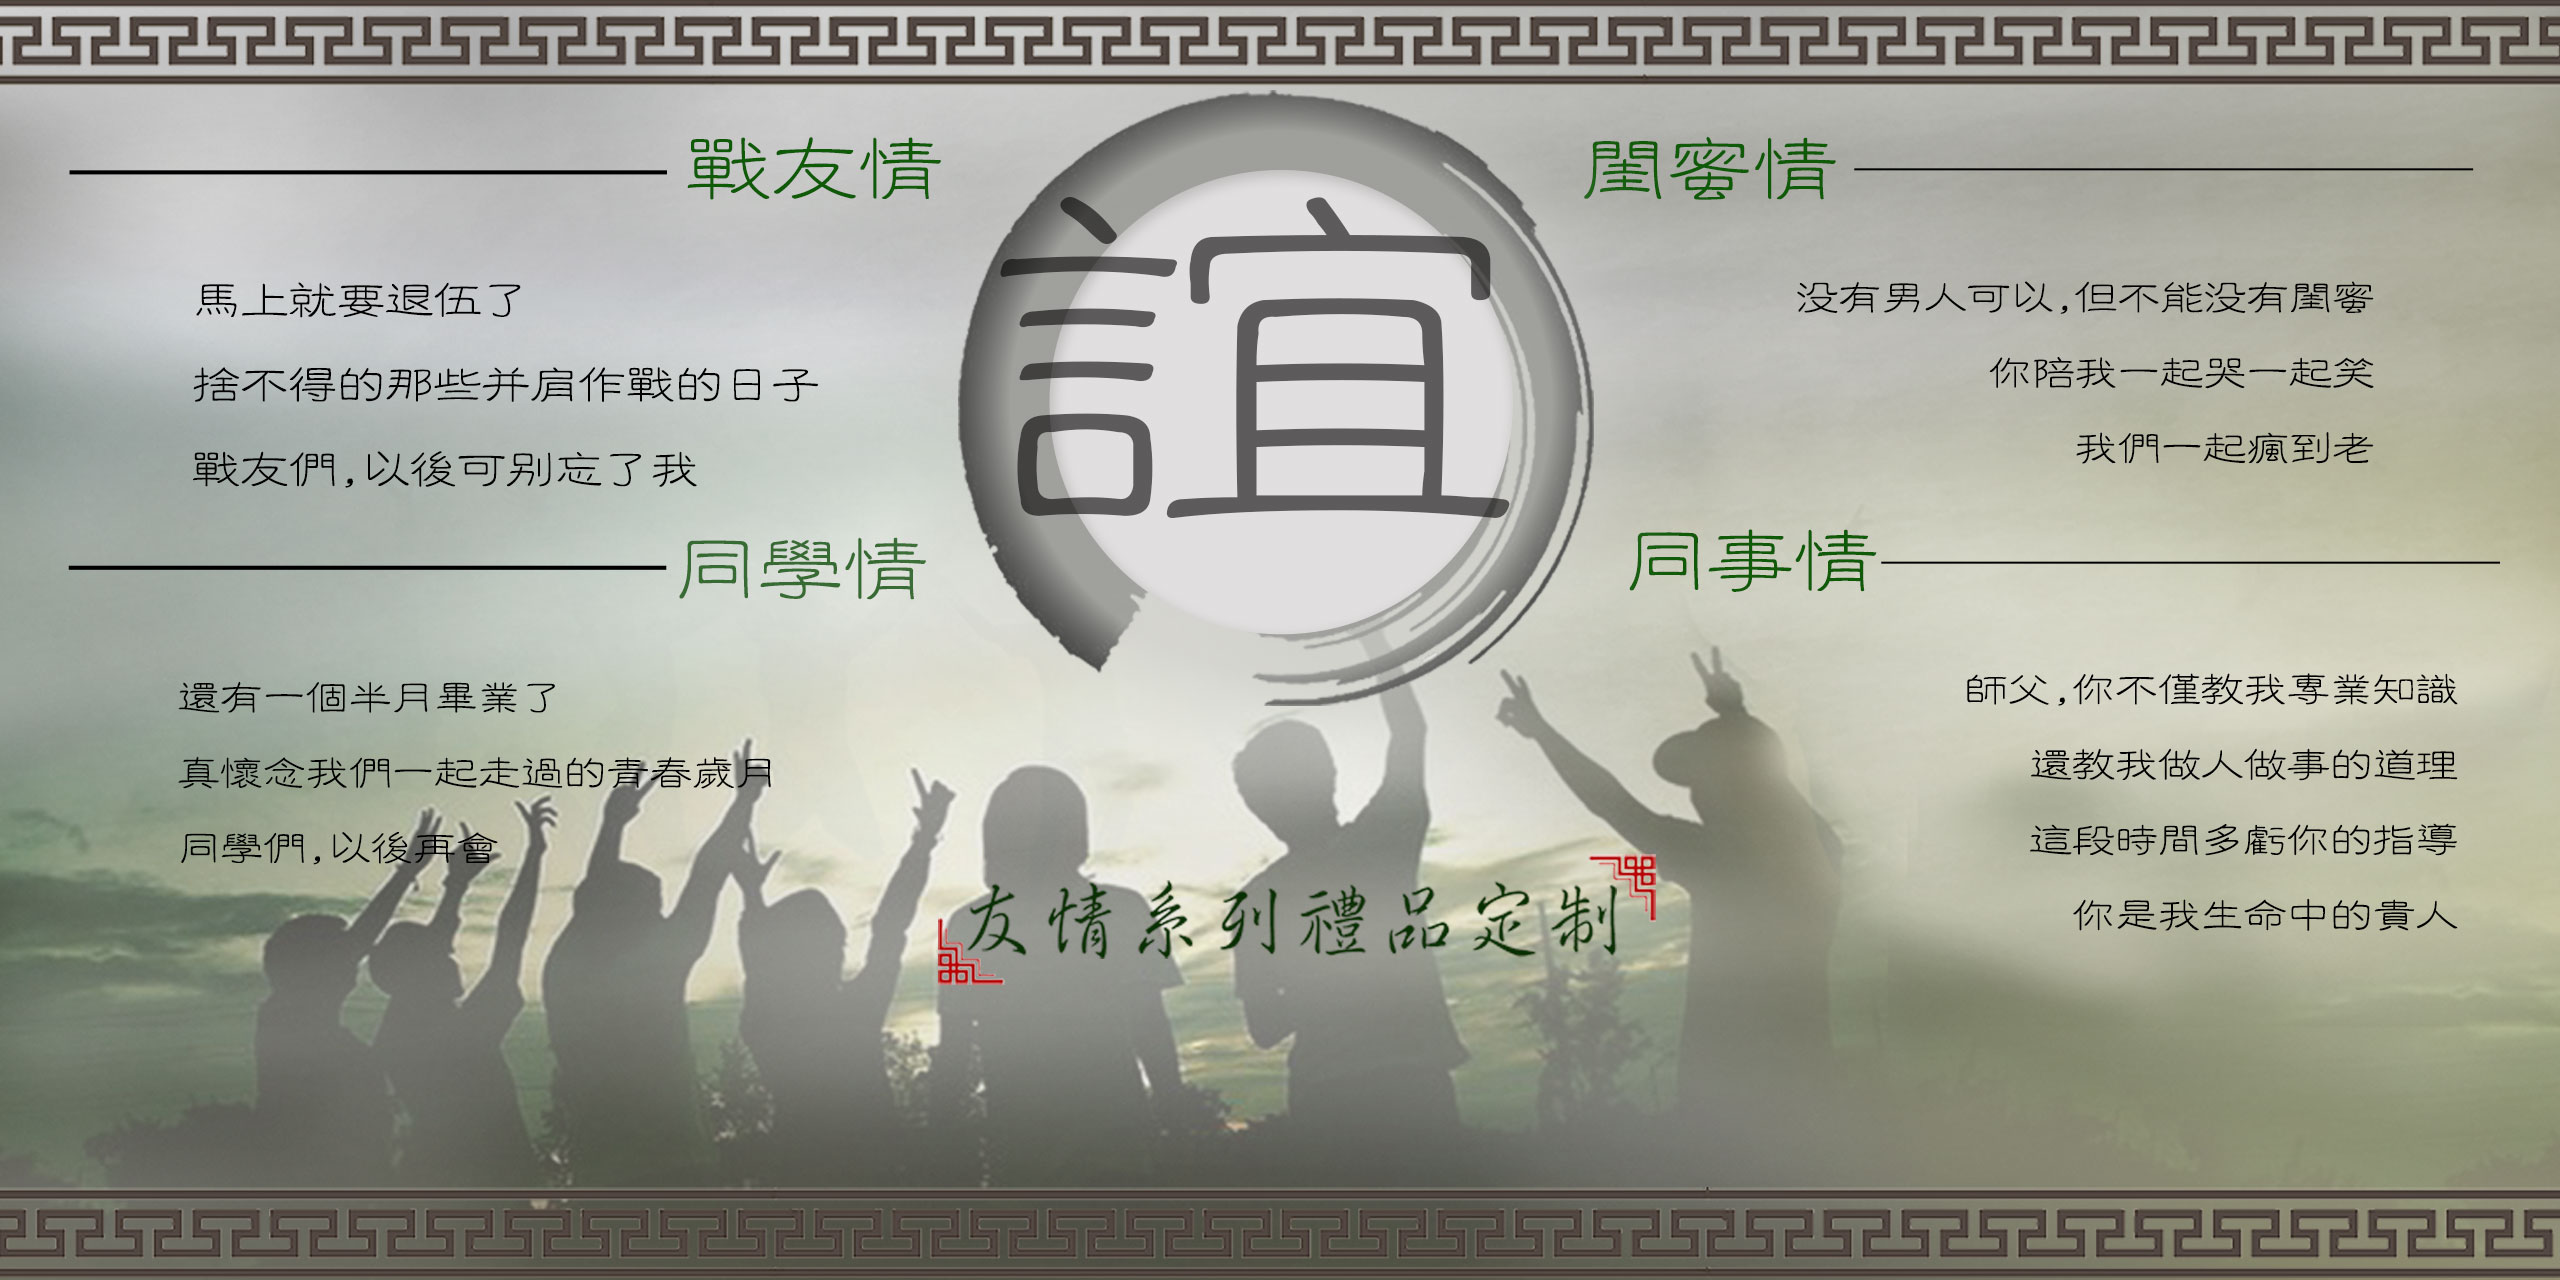 戰友情
馬上就要退伍了
捨不得的那些并肩作戰的日子
戰友們,以後可别忘了我
同學情
還有一個半月畢業了
真懷念我們一起走過的青春歲月
同學們,以後再會
誼
閨蜜情
没有男人可以,但不能没有閨蜜
你陪我一起哭一起笑
我們一起瘋到老
同事情
師父,你不僅教我專業知識
還教我做人做事的道理
這段時間多虧你的指導
你是我生命中的貴人
友情系列禮品定制